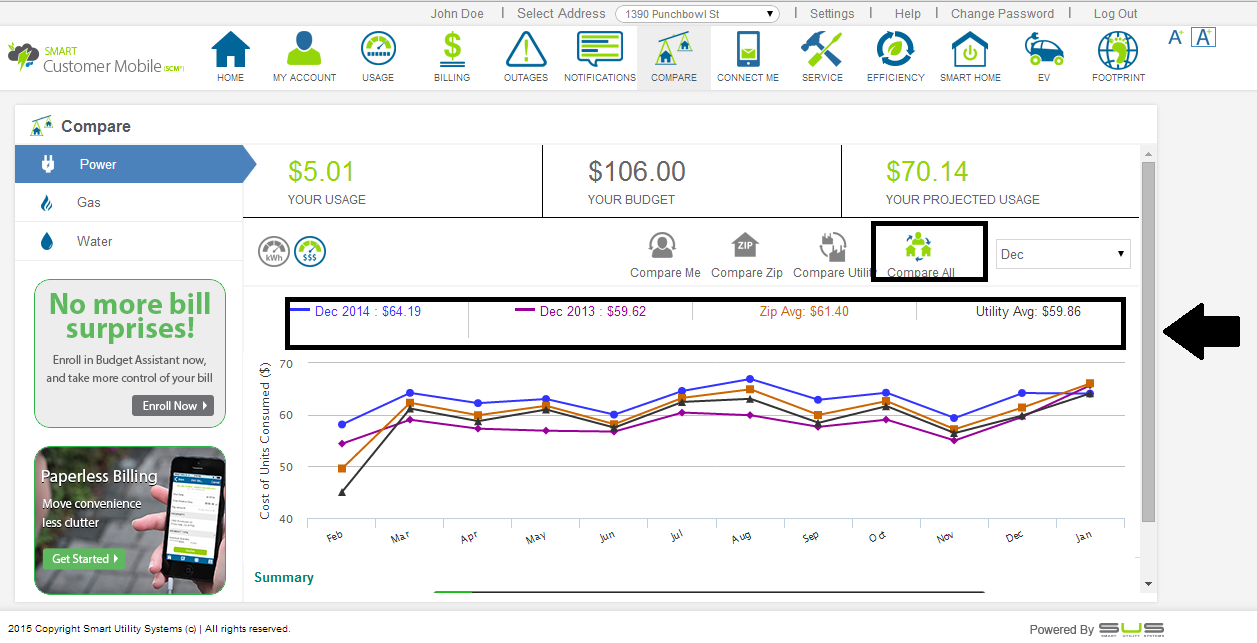 John Doe | Select Address 1390 Punchbowl St | Settings | Help | Change Password | Log Out
SMART
Customer Mobile (SCM®)
HOME MY ACCOUNT USAGE BILLING OUTAGES NOTIFICATIONS COMPARE CONNECT ME SERVICE EFFICIENCY SMART HOME EV FOOTPRINT
A+ A+
Compare
Power
Gas
Water
$5.01 $106.00 $70.14
YOUR USAGE YOUR BUDGET YOUR PROJECTED USAGE
kWh $$$
ZIP
Compare Me Compare Zip Compare Utility Compare All
Dec
No more bill
surprises!
Enroll in Budget Assistant now,
and take more control of your bill
Enroll Now
Paperless Billing
Move convenience
less clutter
Get Started
Dec 2014 : $64.19 Dec 2013 : $59.62 Zip Avg: $61.40 Utility Avg: $59.86
Cost of Units Consumed ($)
70
60
50
40
Feb Mar Apr May Jun Jul Aug Sep Oct Nov Dec Jan
Summary
2015 Copyright Smart Utility Systems (c) | All rights reserved.
Powered By SUS
SMART UTILITY SYSTEMS